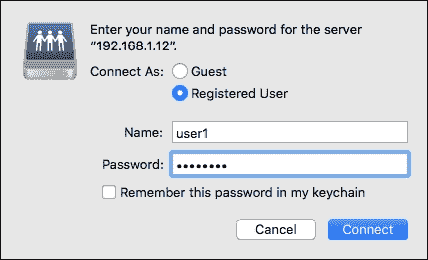 Enter your name and password for the server
“192.168.1.12”.
Connect As: Guest
Registered User
Name: user1
Password: ••••••••
Remember this password in my keychain
Cancel Connect